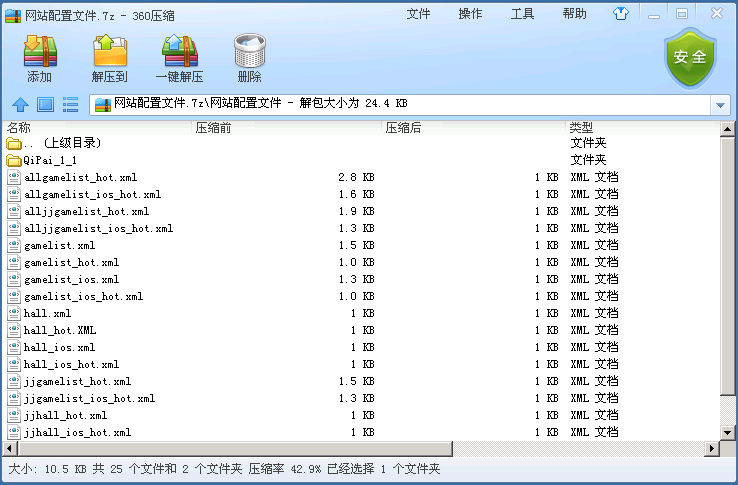 网站配置文件.7z - 360压缩 文件 操作 工具 帮助
添加 解压到 一键解压 删除 安全
网站配置文件.7z\网站配置文件 - 解包大小为 24.4 KB
名称 压缩前 压缩后 类型
.. (上级目录) 文件夹
QiPai_1_1 文件夹
allgamelist_hot.xml 2.8 KB 1 KB XML 文档
allgamelist_ios_hot.xml 1.6 KB 1 KB XML 文档
alljjgamelist_hot.xml 1.9 KB 1 KB XML 文档
alljjgamelist_ios_hot.xml 1.3 KB 1 KB XML 文档
gamelist.xml 1.5 KB 1 KB XML 文档
gamelist_hot.xml 1.0 KB 1 KB XML 文档
gamelist_ios.xml 1.3 KB 1 KB XML 文档
gamelist_ios_hot.xml 1.0 KB 1 KB XML 文档
hall.xml 1 KB 1 KB XML 文档
hall_hot.XML 1 KB 1 KB XML 文档
hall_ios.xml 1 KB 1 KB XML 文档
hall_ios_hot.xml 1 KB 1 KB XML 文档
jjgamelist_hot.xml 1.5 KB 1 KB XML 文档
jjgamelist_ios_hot.xml 1.3 KB 1 KB XML 文档
jjhall_hot.xml 1 KB 1 KB XML 文档
jjhall_ios_hot.xml 1 KB 1 KB XML 文档
大小: 10.5 KB 共 25 个文件和 2 个文件夹 压缩率 42.9% 已经选择 1 个文件夹